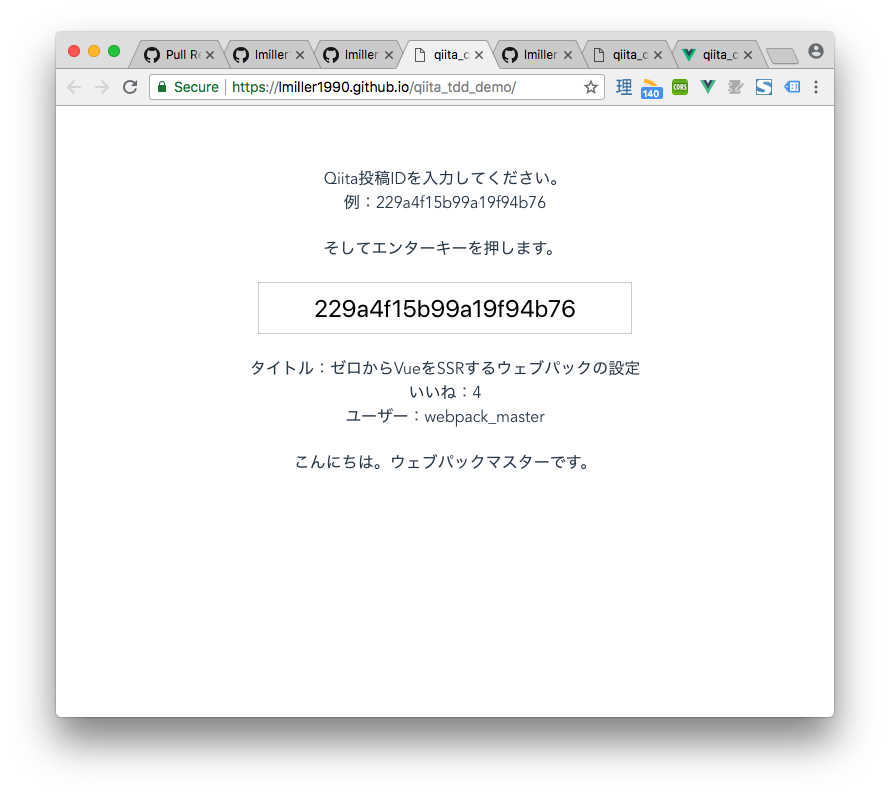 Pull Re
lmiller
lmiller
qiita_c
lmiller
qiita_c
qiita_c
Secure
https://lmiller1990.github.io/qiita_tdd_demo/
理
140
CORS
Qiita投稿IDを入力してください。
例：229a4f15b99a19f94b76
そしてエンターキーを押します。
229a4f15b99a19f94b76
タイトル：ゼロからVueをSSRするウェブパックの設定
いいね：4
ユーザー：webpack_master
こんにちは。ウェブパックマスターです。